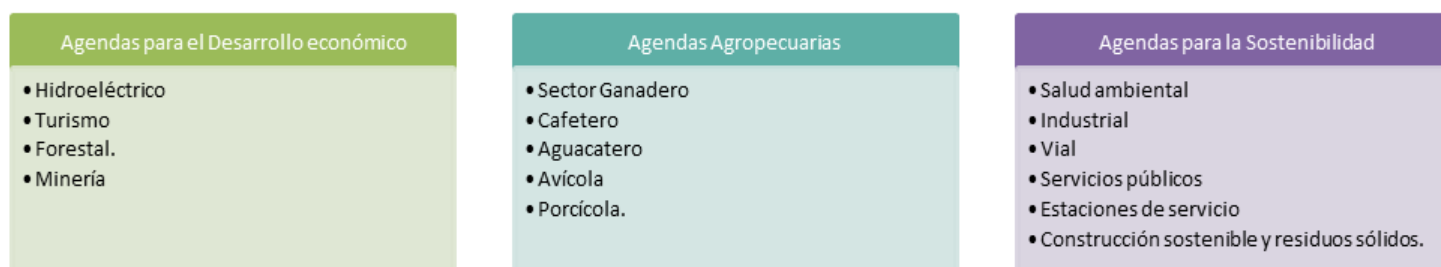 Agendas para el Desarrollo económico
• Hidroeléctrico
• Turismo
• Forestal.
• Minería
Agendas Agropecuarias
• Sector Ganadero
• Cafetero
• Aguacatero
• Avícola
• Porcícola.
Agendas para la Sostenibilidad
• Salud ambiental
• Industrial
• Vial
• Servicios públicos
• Estaciones de servicio
• Construcción sostenible y residuos sólidos.